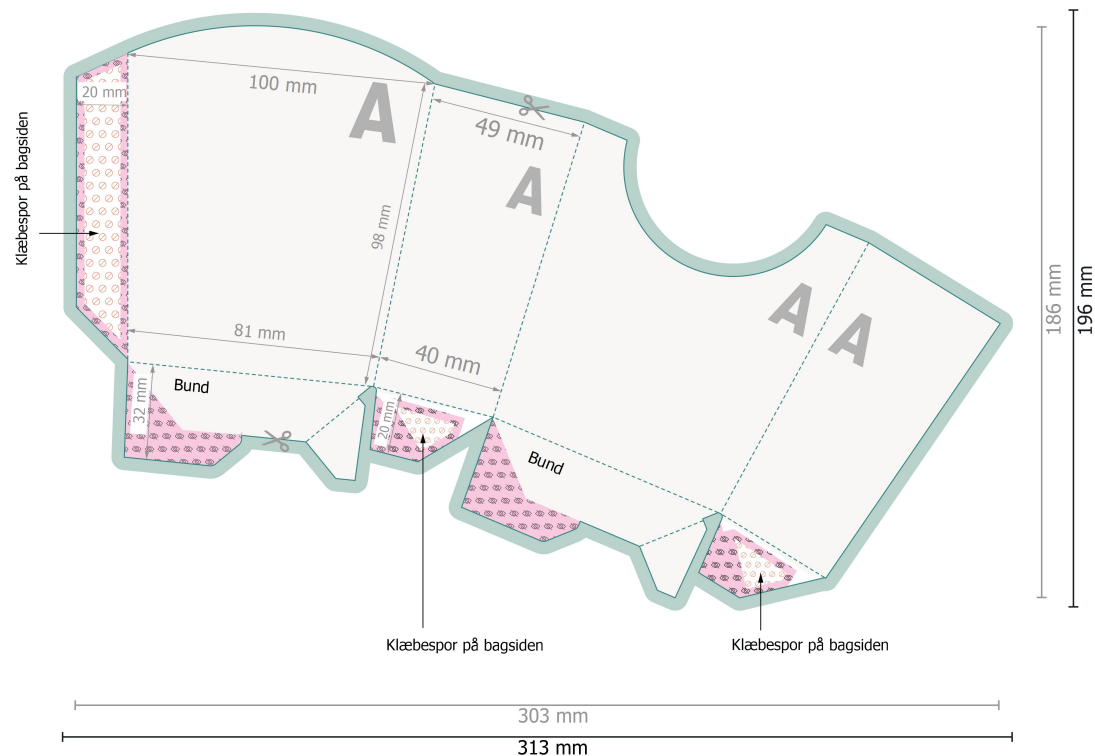 100 mm
A
20 mm
49 mm
A
Klæbespor på bagsiden
98 mm
A
A
186 mm
196 mm
81 mm
40 mm
Bund
32 mm
20 mm
Bund
Klæbespor på bagsiden
Klæbespor på bagsiden
303 mm
313 mm